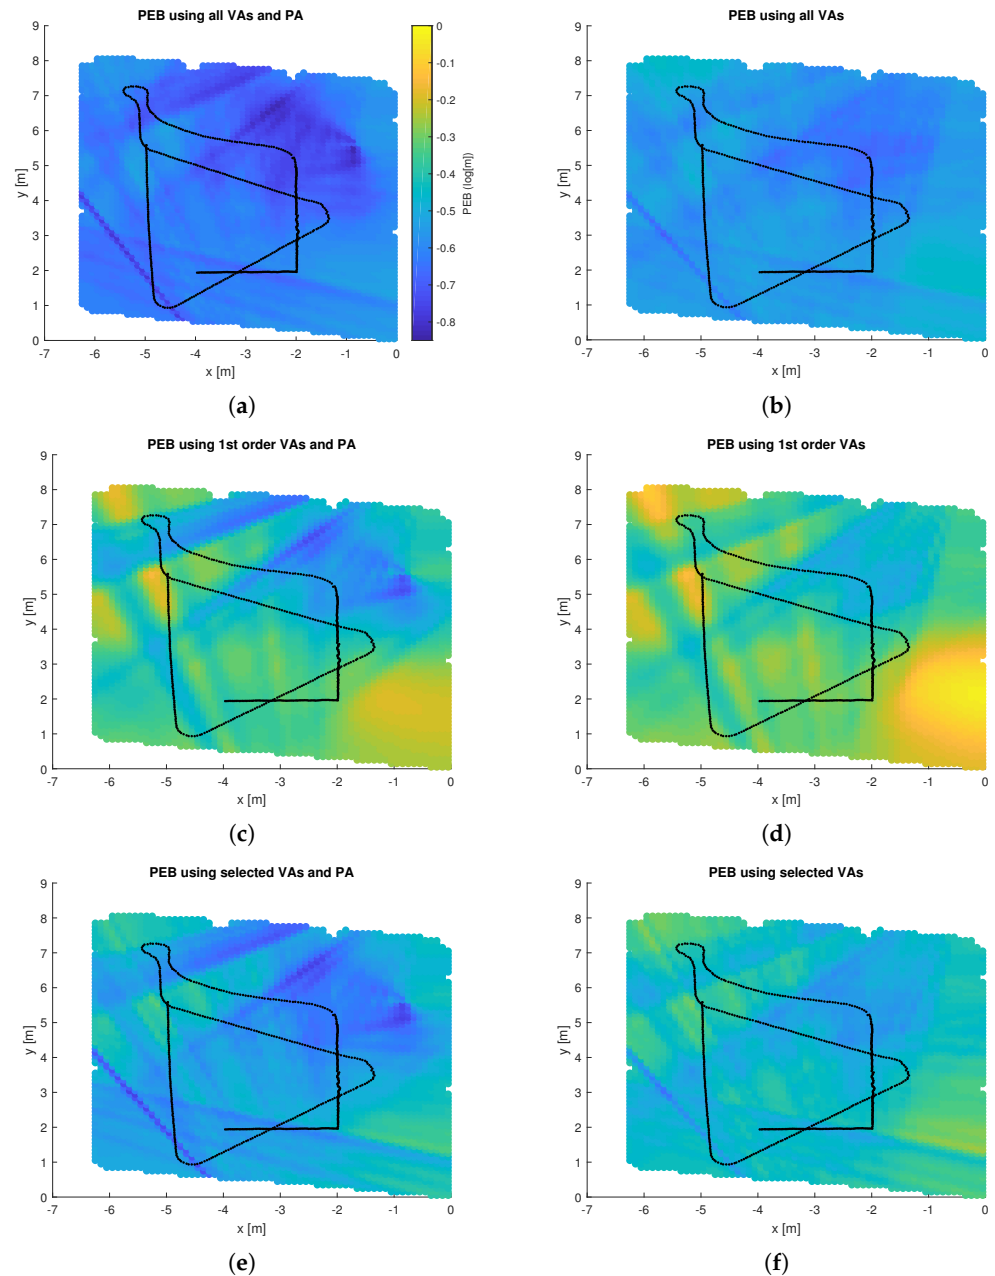 PEB using all VAs and PA
9
8
7
6
5
4
3
2
1
0
y [m]
-7 -6 -5 -4 -3 -2 -1 0
x [m]
0
-0.1
-0.2
-0.3
-0.4
-0.5
-0.6
-0.7
-0.8
PEB (log[m])
(a)
PEB using all VAs
9
8
7
6
5
4
3
2
1
0
y [m]
-7 -6 -5 -4 -3 -2 -1 0
x [m]
(b)
PEB using 1st order VAs and PA
9
8
7
6
5
4
3
2
1
0
y [m]
-7 -6 -5 -4 -3 -2 -1 0
x [m]
(c)
PEB using 1st order VAs
9
8
7
6
5
4
3
2
1
0
y [m]
-7 -6 -5 -4 -3 -2 -1 0
x [m]
(d)
PEB using selected VAs and PA
9
8
7
6
5
4
3
2
1
0
y [m]
-7 -6 -5 -4 -3 -2 -1 0
x [m]
(e)
PEB using selected VAs
9
8
7
6
5
4
3
2
1
0
y [m]
-7 -6 -5 -4 -3 -2 -1 0
x [m]
(f)